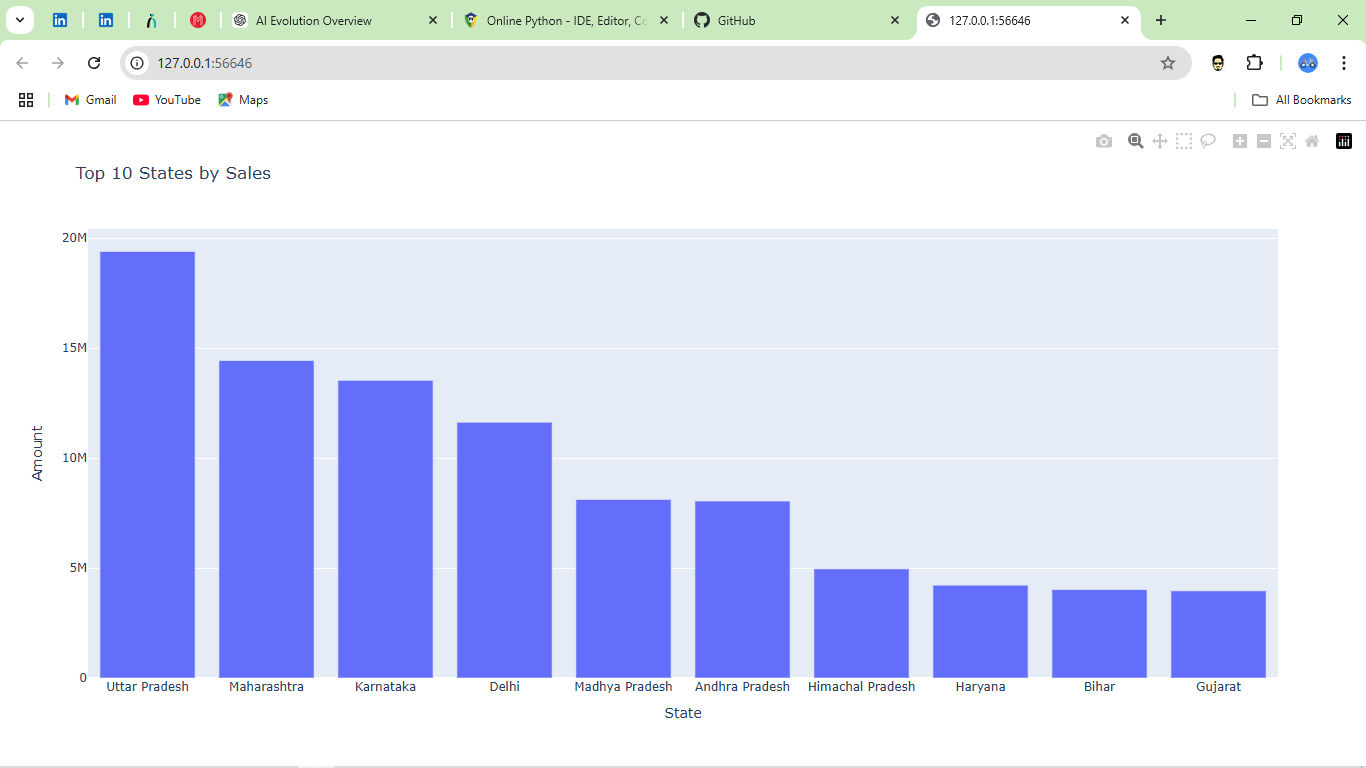 AI Evolution Overview
Online Python - IDE, Editor, Co
GitHub
127.0.0.1:56646
127.0.0.1:56646
Gmail
YouTube
Maps
All Bookmarks
Top 10 States by Sales
20M
15M
10M
5M
0
Amount
Uttar Pradesh
Maharashtra
Karnataka
Delhi
Madhya Pradesh
Andhra Pradesh
Himachal Pradesh
Haryana
Bihar
Gujarat
State